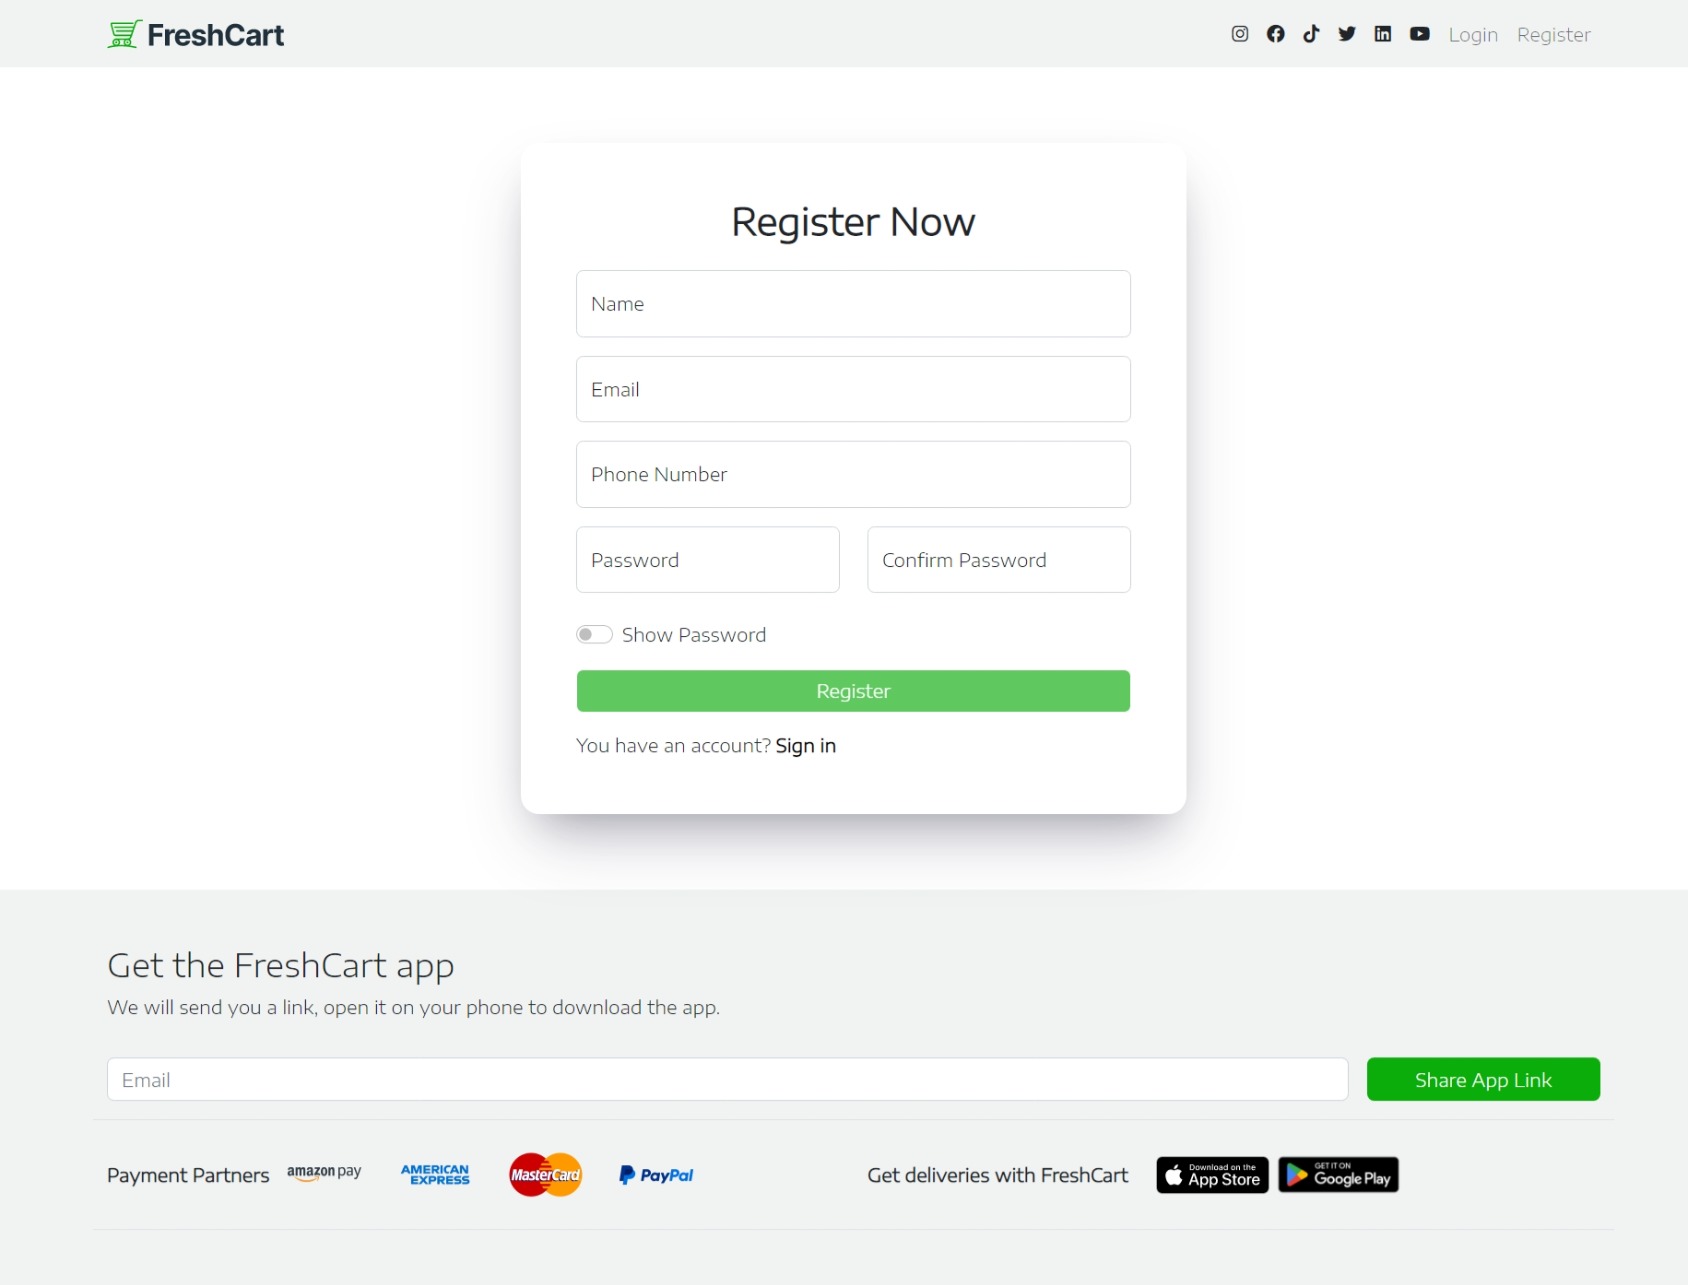 FreshCart
Login Register
Register Now
Name
Email
Phone Number
Password Confirm Password
Show Password
Register
You have an account? Sign in
Get the FreshCart app
We will send you a link, open it on your phone to download the app.
Email Share App Link
Payment Partners amazon pay AMERICAN EXPRESS MasterCard PayPal Get deliveries with FreshCart Download on the App Store GET IT ON Google Play